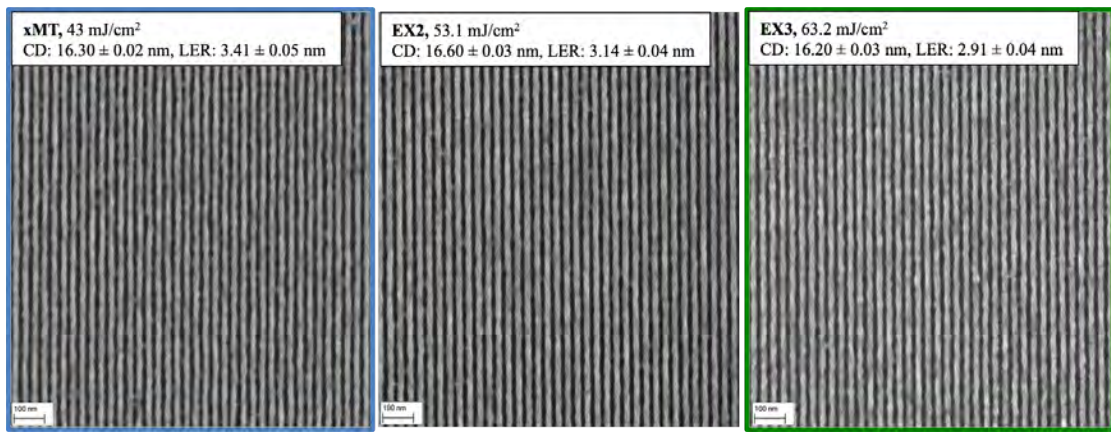 xMT, 43 mJ/cm²
CD: 16.30 ± 0.02 nm, LER: 3.41 ± 0.05 nm
EX2, 53.1 mJ/cm²
CD: 16.60 ± 0.03 nm, LER: 3.14 ± 0.04 nm
EX3, 63.2 mJ/cm²
CD: 16.20 ± 0.03 nm, LER: 2.91 ± 0.04 nm
100 nm
100 nm
100 nm